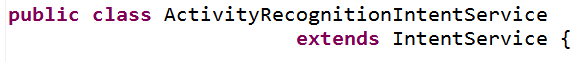 public class ActivityRecognitionIntentService
extends IntentService {